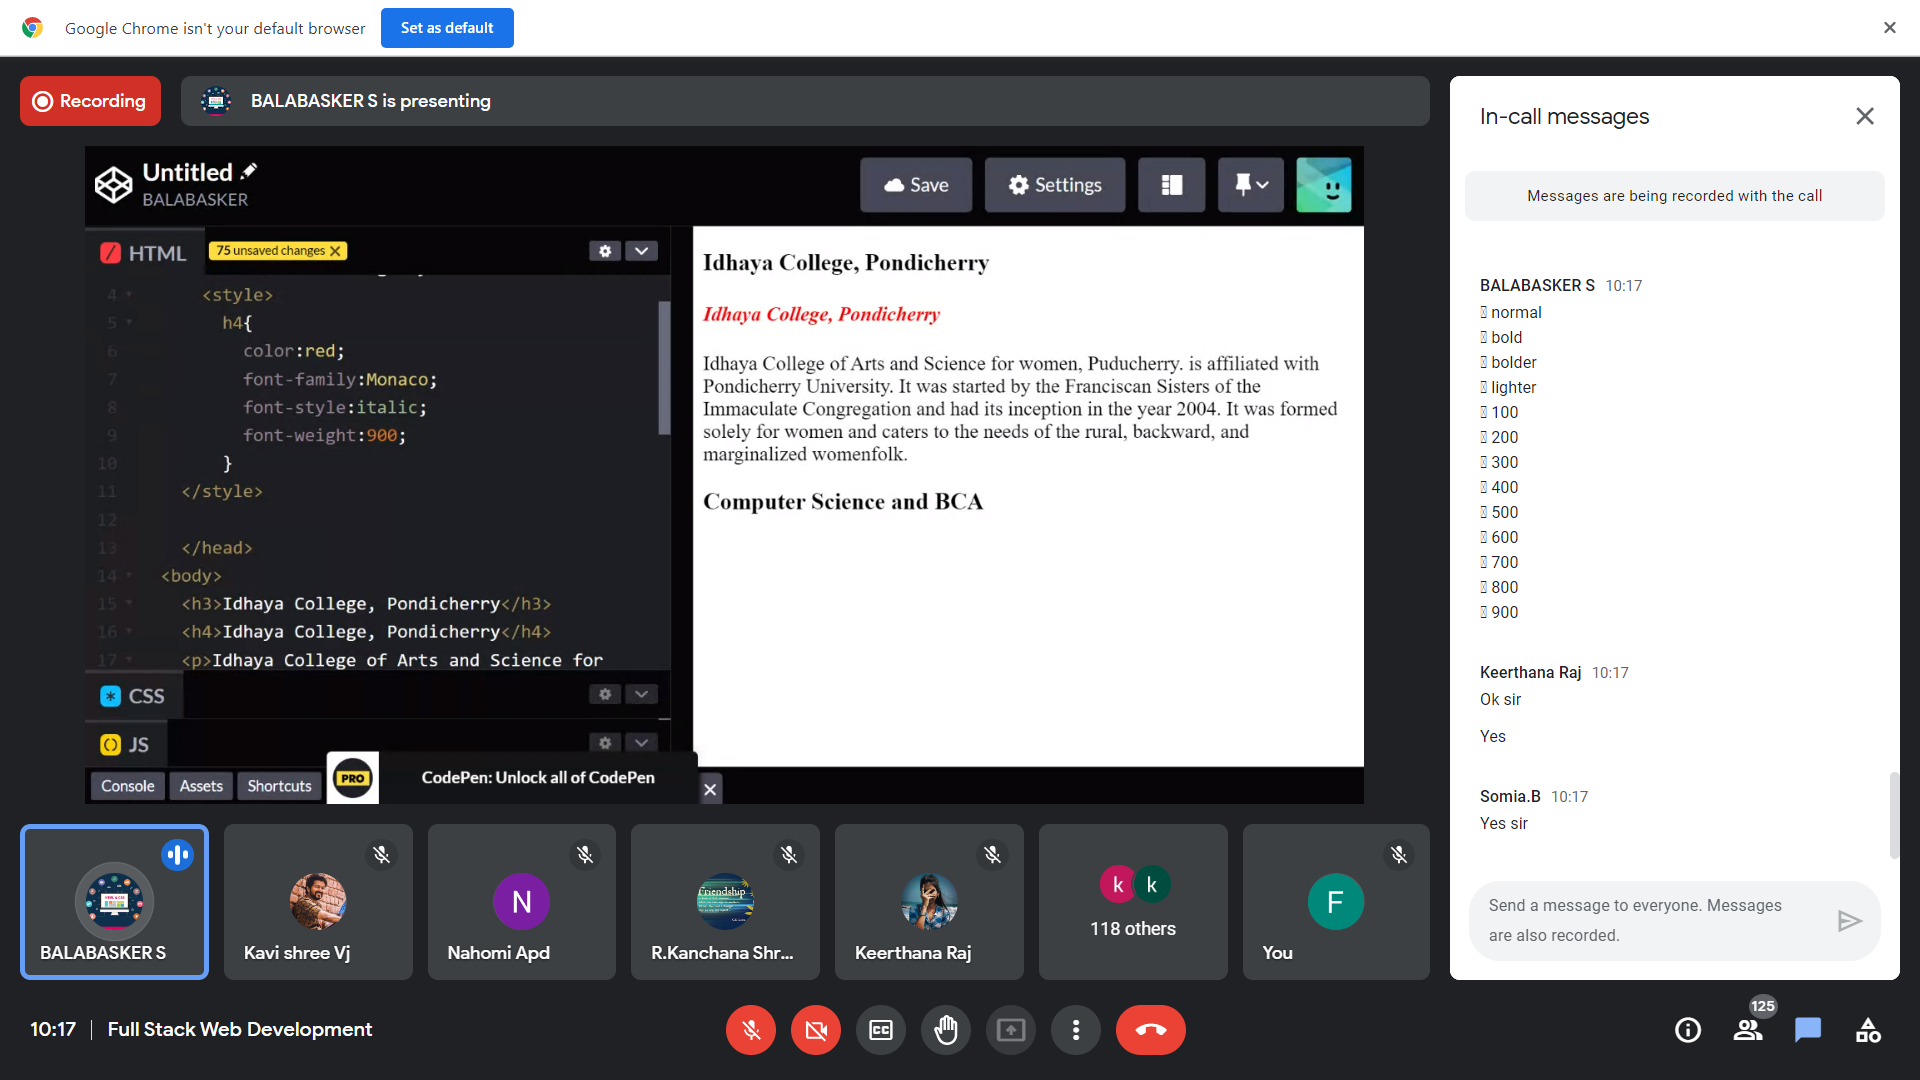 Google Chrome isn't your default browser
Set as default
Recording
BALABASKER S is presenting
In-call messages
Messages are being recorded with the call
Untitled
BALABASKER
Save
Settings
HTML
75 unsaved changes
4
<style>
5
h4{
6
color:red;
7
font-family:Monaco;
8
font-style:italic;
9
font-weight:900;
10
}
11
</style>
12
13
</head>
14
<body>
15
<h3>Idhaya College, Pondicherry</h3>
16
<h4>Idhaya College, Pondicherry</h4>
17
<p>Idhaya College of Arts and Science for
CSS
JS
Console
Assets
Shortcuts
PRO
CodePen: Unlock all of CodePen
Idhaya College, Pondicherry
Idhaya College, Pondicherry
Idhaya College of Arts and Science for women, Puducherry. is affiliated with
Pondicherry University. It was started by the Franciscan Sisters of the
Immaculate Congregation and had its inception in the year 2004. It was formed
solely for women and caters to the needs of the rural, backward, and
marginalized womenfolk.
Computer Science and BCA
BALABASKER S 10:17
normal
bold
bolder
lighter
100
200
300
400
500
600
700
800
900
Keerthana Raj 10:17
Ok sir
Yes
Somia.B 10:17
Yes sir
Send a message to everyone. Messages
are also recorded.
BALABASKER S
Kavi shree Vj
N
Nahomi Apd
Friendship
R.Kanchana Shr...
Keerthana Raj
k k
118 others
F
You
10:17 | Full Stack Web Development
125